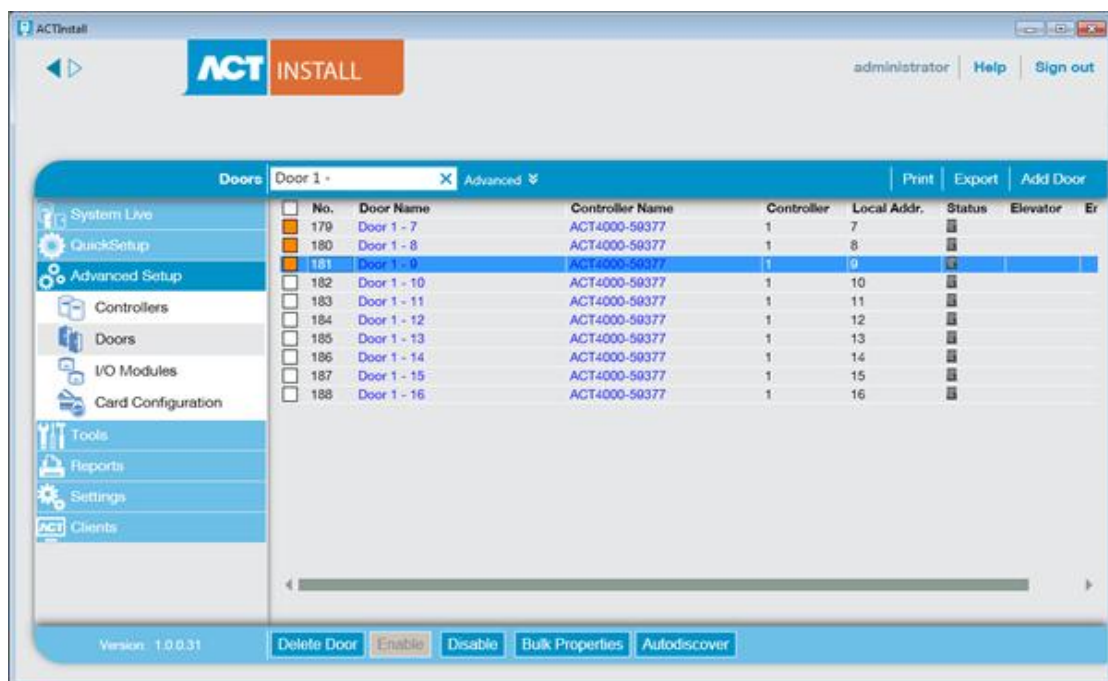 ACTInstall
ACT INSTALL
administrator Help Sign out
Doors Door 1 - Advanced Print Export Add Door
System Live
QuickSetup
Advanced Setup
Controllers
Doors
I/O Modules
Card Configuration
Tools
Reports
Settings
ACT Clients
No. Door Name Controller Name Controller Local Addr. Status Elevator Er
179 Door 1 - 7 ACT4000-59377 1 7
180 Door 1 - 8 ACT4000-59377 1 8
181 Door 1 - 9 ACT4000-59377 1 9
182 Door 1 - 10 ACT4000-59377 1 10
183 Door 1 - 11 ACT4000-59377 1 11
184 Door 1 - 12 ACT4000-59377 1 12
185 Door 1 - 13 ACT4000-59377 1 13
186 Door 1 - 14 ACT4000-59377 1 14
187 Door 1 - 15 ACT4000-59377 1 15
188 Door 1 - 16 ACT4000-59377 1 16
Version: 1.0.0.31 Delete Door Enable Disable Bulk Properties Autodiscover